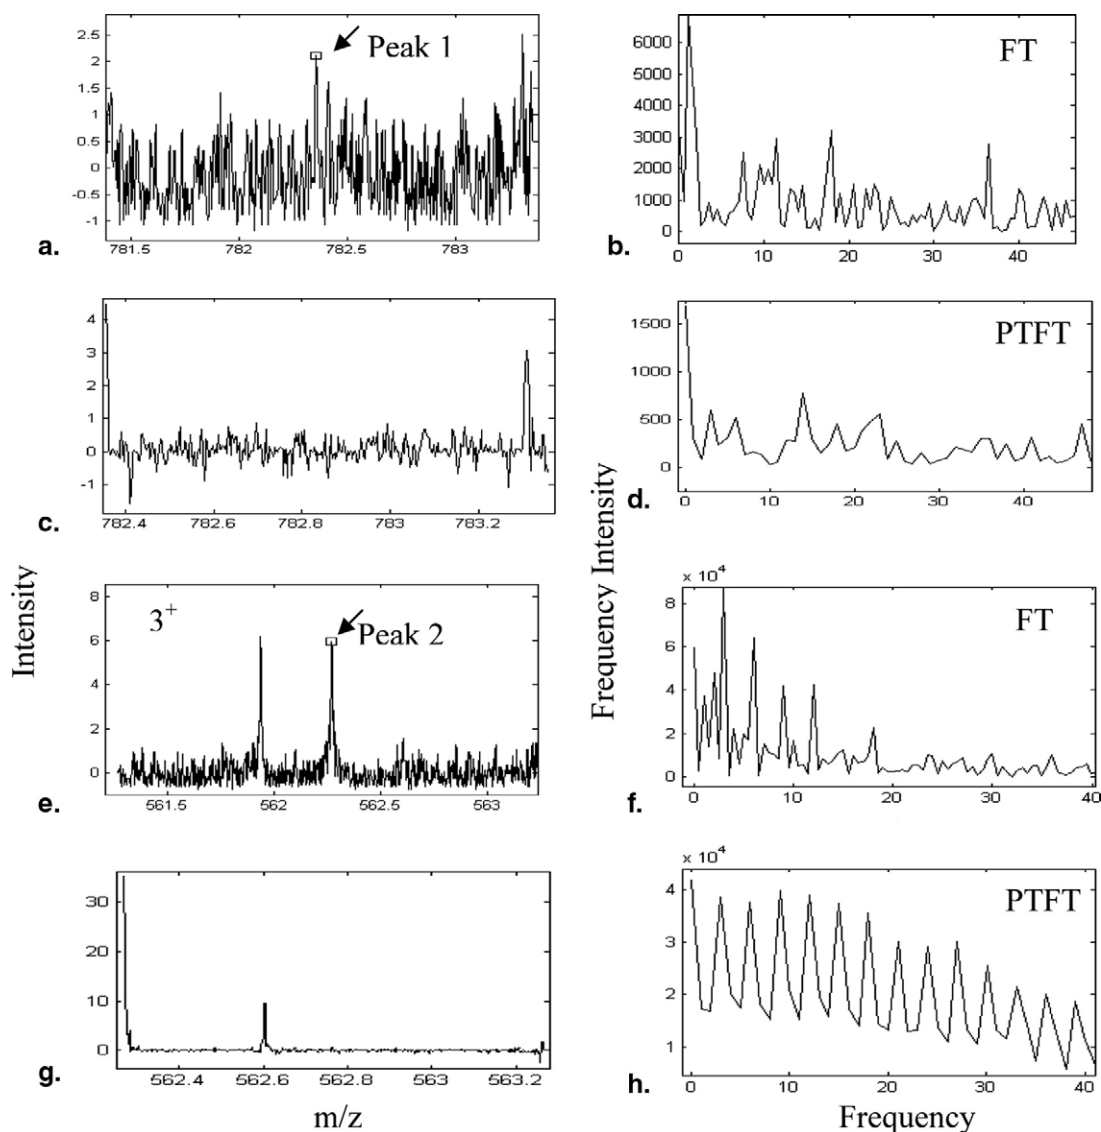 2.5
2
1.5
1
0.5
0
-0.5
-1
Peak 1
781.5 782 782.5 783
a.
6000
5000
4000
3000
2000
1000
0
FT
0 10 20 30 40
b.
4
3
2
1
0
-1
782.4 782.6 782.8 783 783.2
c.
1500
1000
500
0
PTFT
0 10 20 30 40
d.
Intensity
Frequency Intensity
8
6
4
2
0
3+
Peak 2
561.5 562 562.5 563
e.
× 10^4
8
6
4
2
0
FT
0 10 20 30 40
f.
30
20
10
0
562.4 562.6 562.8 563 563.2
g.
m/z
× 10^4
4
3
2
1
PTFT
0 10 20 30 40
h.
Frequency